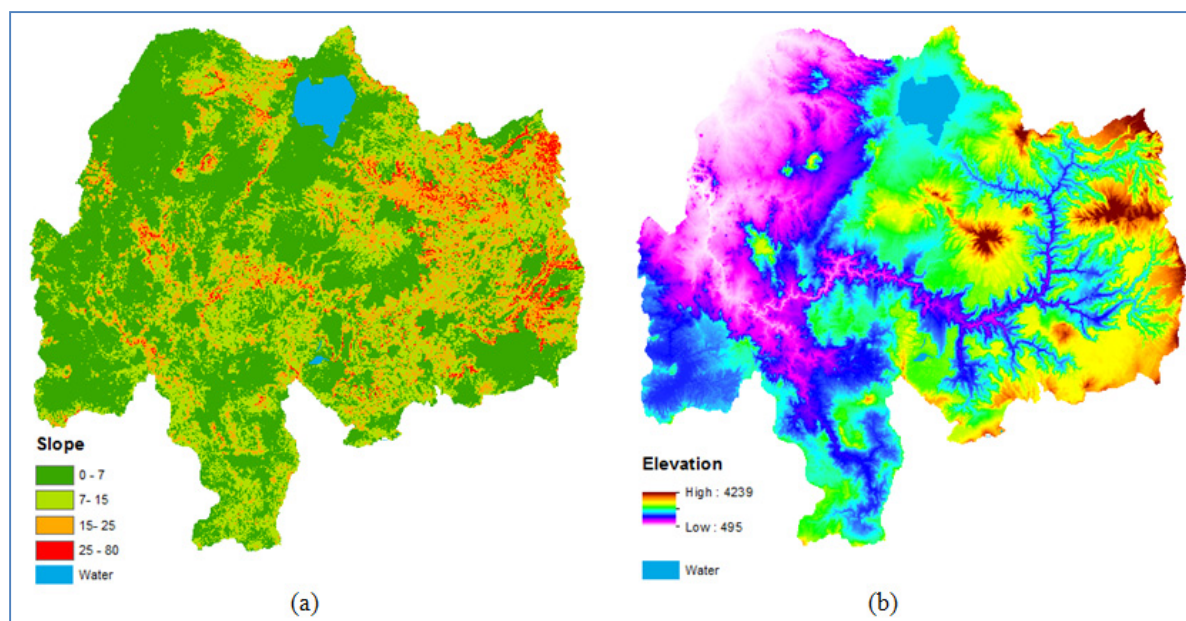 Slope
0 - 7
7- 15
15- 25
25 - 80
Water
(a)
Elevation
High : 4239
Low : 495
Water
(b)